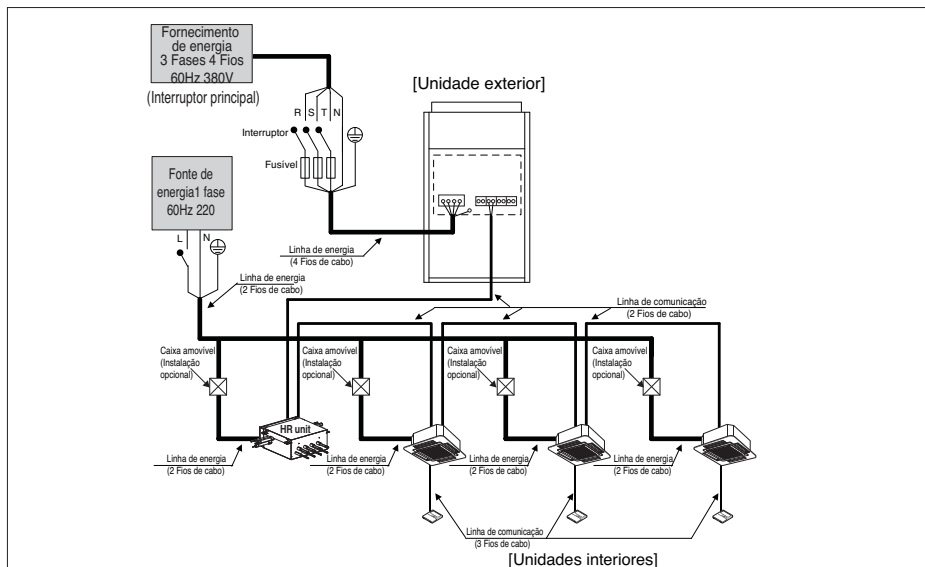 Fornecimento
de energia
3 Fases 4 Fios
60Hz 380V
(Interruptor principal)
[Unidade exterior]
R S T N
Interruptor
Fusível
Fonte de
energia1 fase
60Hz 220
L N
Linha de energia
(4 Fios de cabo)
Linha de energia
(2 Fios de cabo)
Linha de comunicação
(2 Fios de cabo)
Caixa amovível
(Instalação
opcional)
Caixa amovível
(Instalação
opcional)
Caixa amovível
(Instalação
opcional)
Caixa amovível
(Instalação
opcional)
HR unit
Linha de energia
(2 Fios de cabo)
Linha de energia
(2 Fios de cabo)
Linha de energia
(2 Fios de cabo)
Linha de energia
(2 Fios de cabo)
Linha de comunicação
(3 Fios de cabo)
[Unidades interiores]